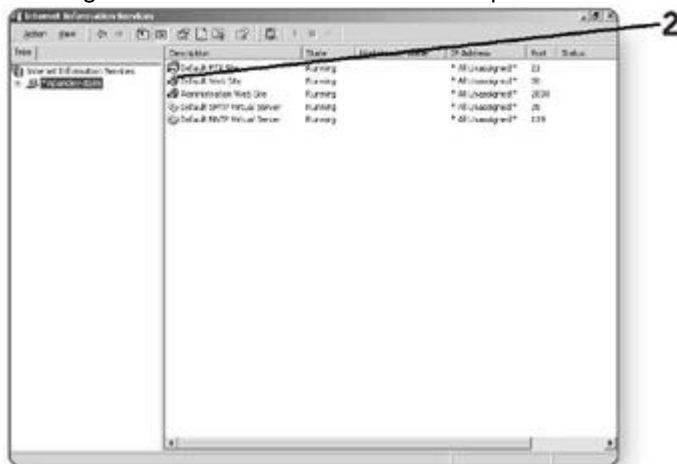 Internet Information Services
Action View
Tree
Description State IP Address Port Status
Internet Information Services
Default FTP Site Running * All Unassigned * 21
Default Web Site Running * All Unassigned *
Administration Web Site Running * All Unassigned *
Default SMTP Virtual Server Running * All Unassigned *
Default NNTP Virtual Server Running * All Unassigned * 119
2